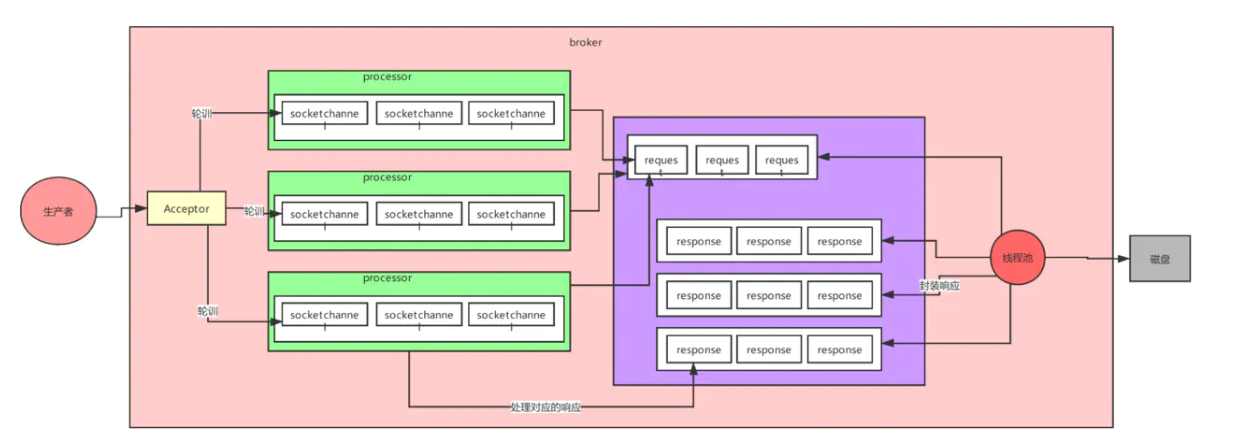 broker
processor
socketchanne
l
socketchanne
l
socketchanne
l
轮训
processor
socketchanne
l
socketchanne
l
socketchanne
l
轮训
processor
socketchanne
l
socketchanne
l
socketchanne
l
轮训
生产者
Acceptor
reques
t
reques
t
reques
t
response
response
response
response
response
response
response
response
response
线程池
封装响应
磁盘
处理对应的响应